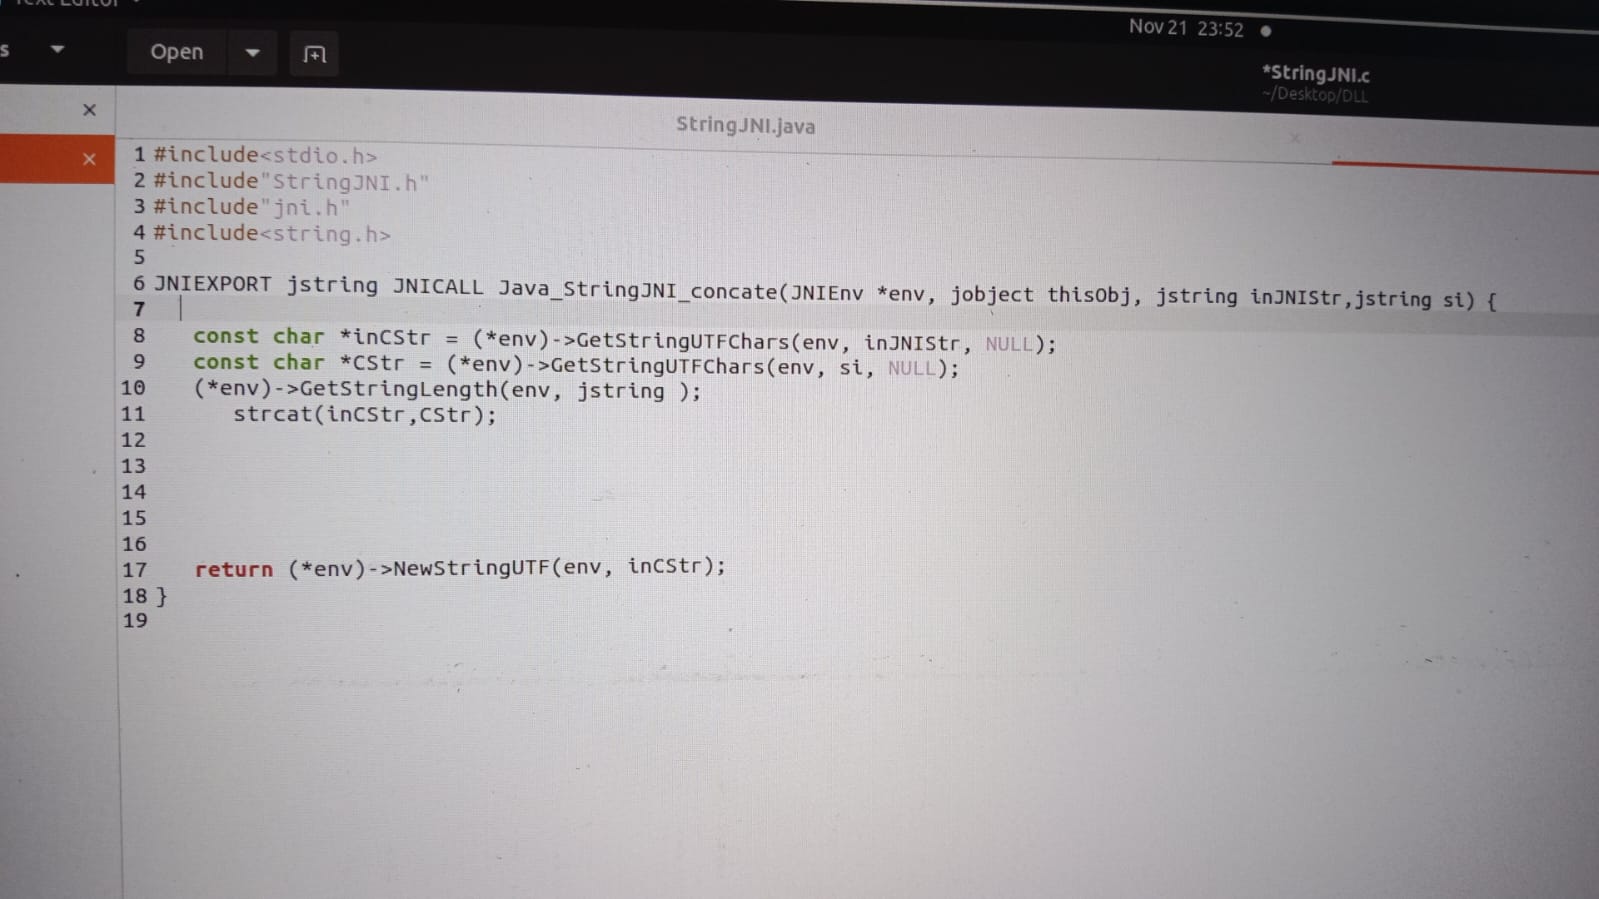 Text Editor
Nov 21 23:52
s
Open
*StringJNI.c
~/Desktop/DLL
StringJNI.java
1 #include<stdio.h>
2 #include"StringJNI.h"
3 #include"jni.h"
4 #include<string.h>
5
6 JNIEXPORT jstring JNICALL Java_StringJNI_concate(JNIEnv *env, jobject thisObj, jstring inJNIStr,jstring si) {
7
8 const char *inCStr = (*env)->GetStringUTFChars(env, inJNIStr, NULL);
9 const char *CStr = (*env)->GetStringUTFChars(env, si, NULL);
10 (*env)->GetStringLength(env, jstring );
11 strcat(inCStr,CStr);
12
13
14
15
16
17 return (*env)->NewStringUTF(env, inCStr);
18 }
19